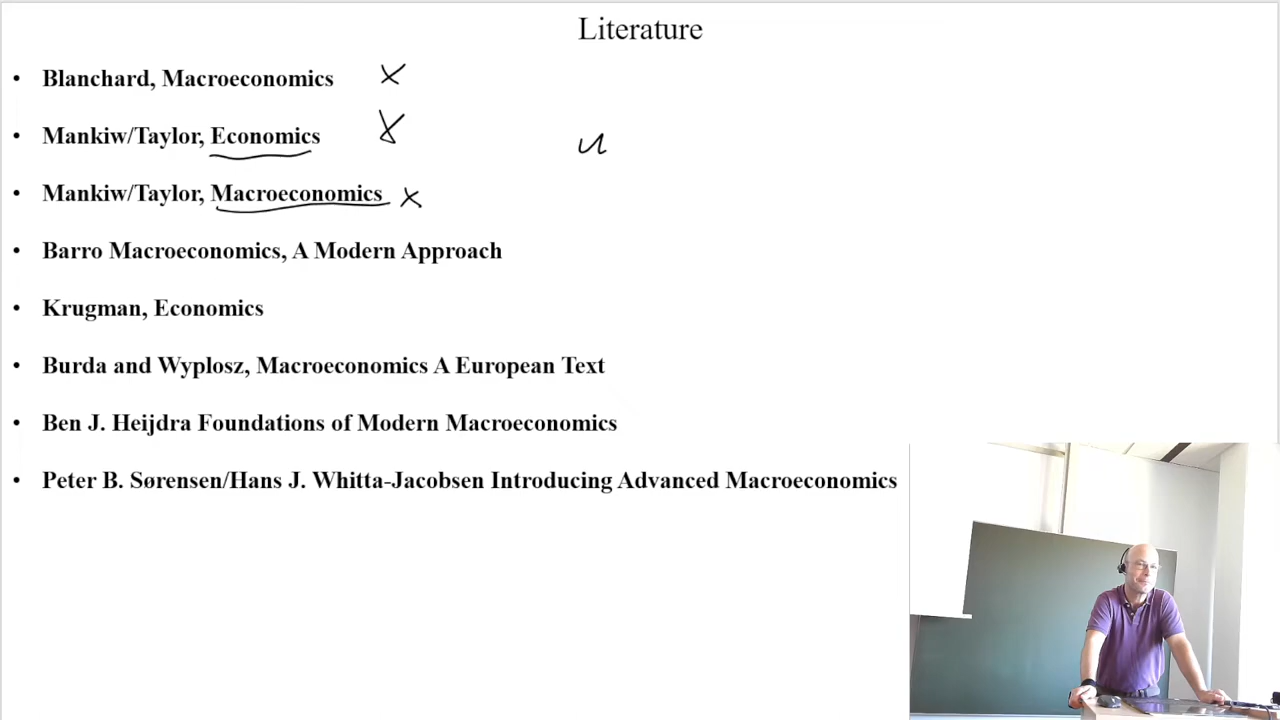 Literature
• Blanchard, Macroeconomics x
• Mankiw/Taylor, Economics x
u
• Mankiw/Taylor, Macroeconomics x
• Barro Macroeconomics, A Modern Approach
• Krugman, Economics
• Burda and Wyplosz, Macroeconomics A European Text
• Ben J. Heijdra Foundations of Modern Macroeconomics
• Peter B. Sørensen/Hans J. Whitta-Jacobsen Introducing Advanced Macroeconomics